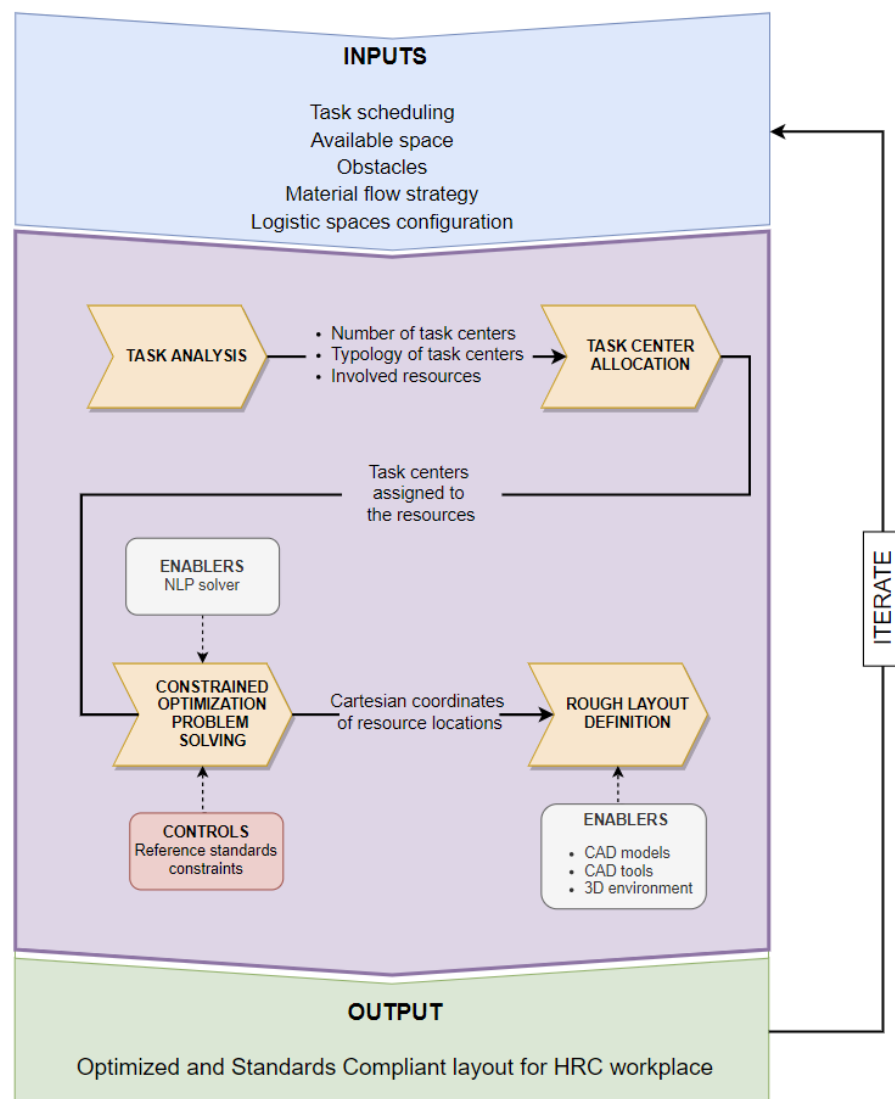 INPUTS
Task scheduling
Available space
Obstacles
Material flow strategy
Logistic spaces configuration
TASK ANALYSIS
• Number of task centers
• Typology of task centers
• Involved resources
TASK CENTER
ALLOCATION
Task centers
assigned to
the resources
ENABLERS
NLP solver
CONSTRAINED
OPTIMIZATION
PROBLEM
SOLVING
Cartesian coordinates
of resource locations
ROUGH LAYOUT
DEFINITION
CONTROLS
Reference standards
constraints
ENABLERS
• CAD models
• CAD tools
• 3D environment
ITERATE
OUTPUT
Optimized and Standards Compliant layout for HRC workplace